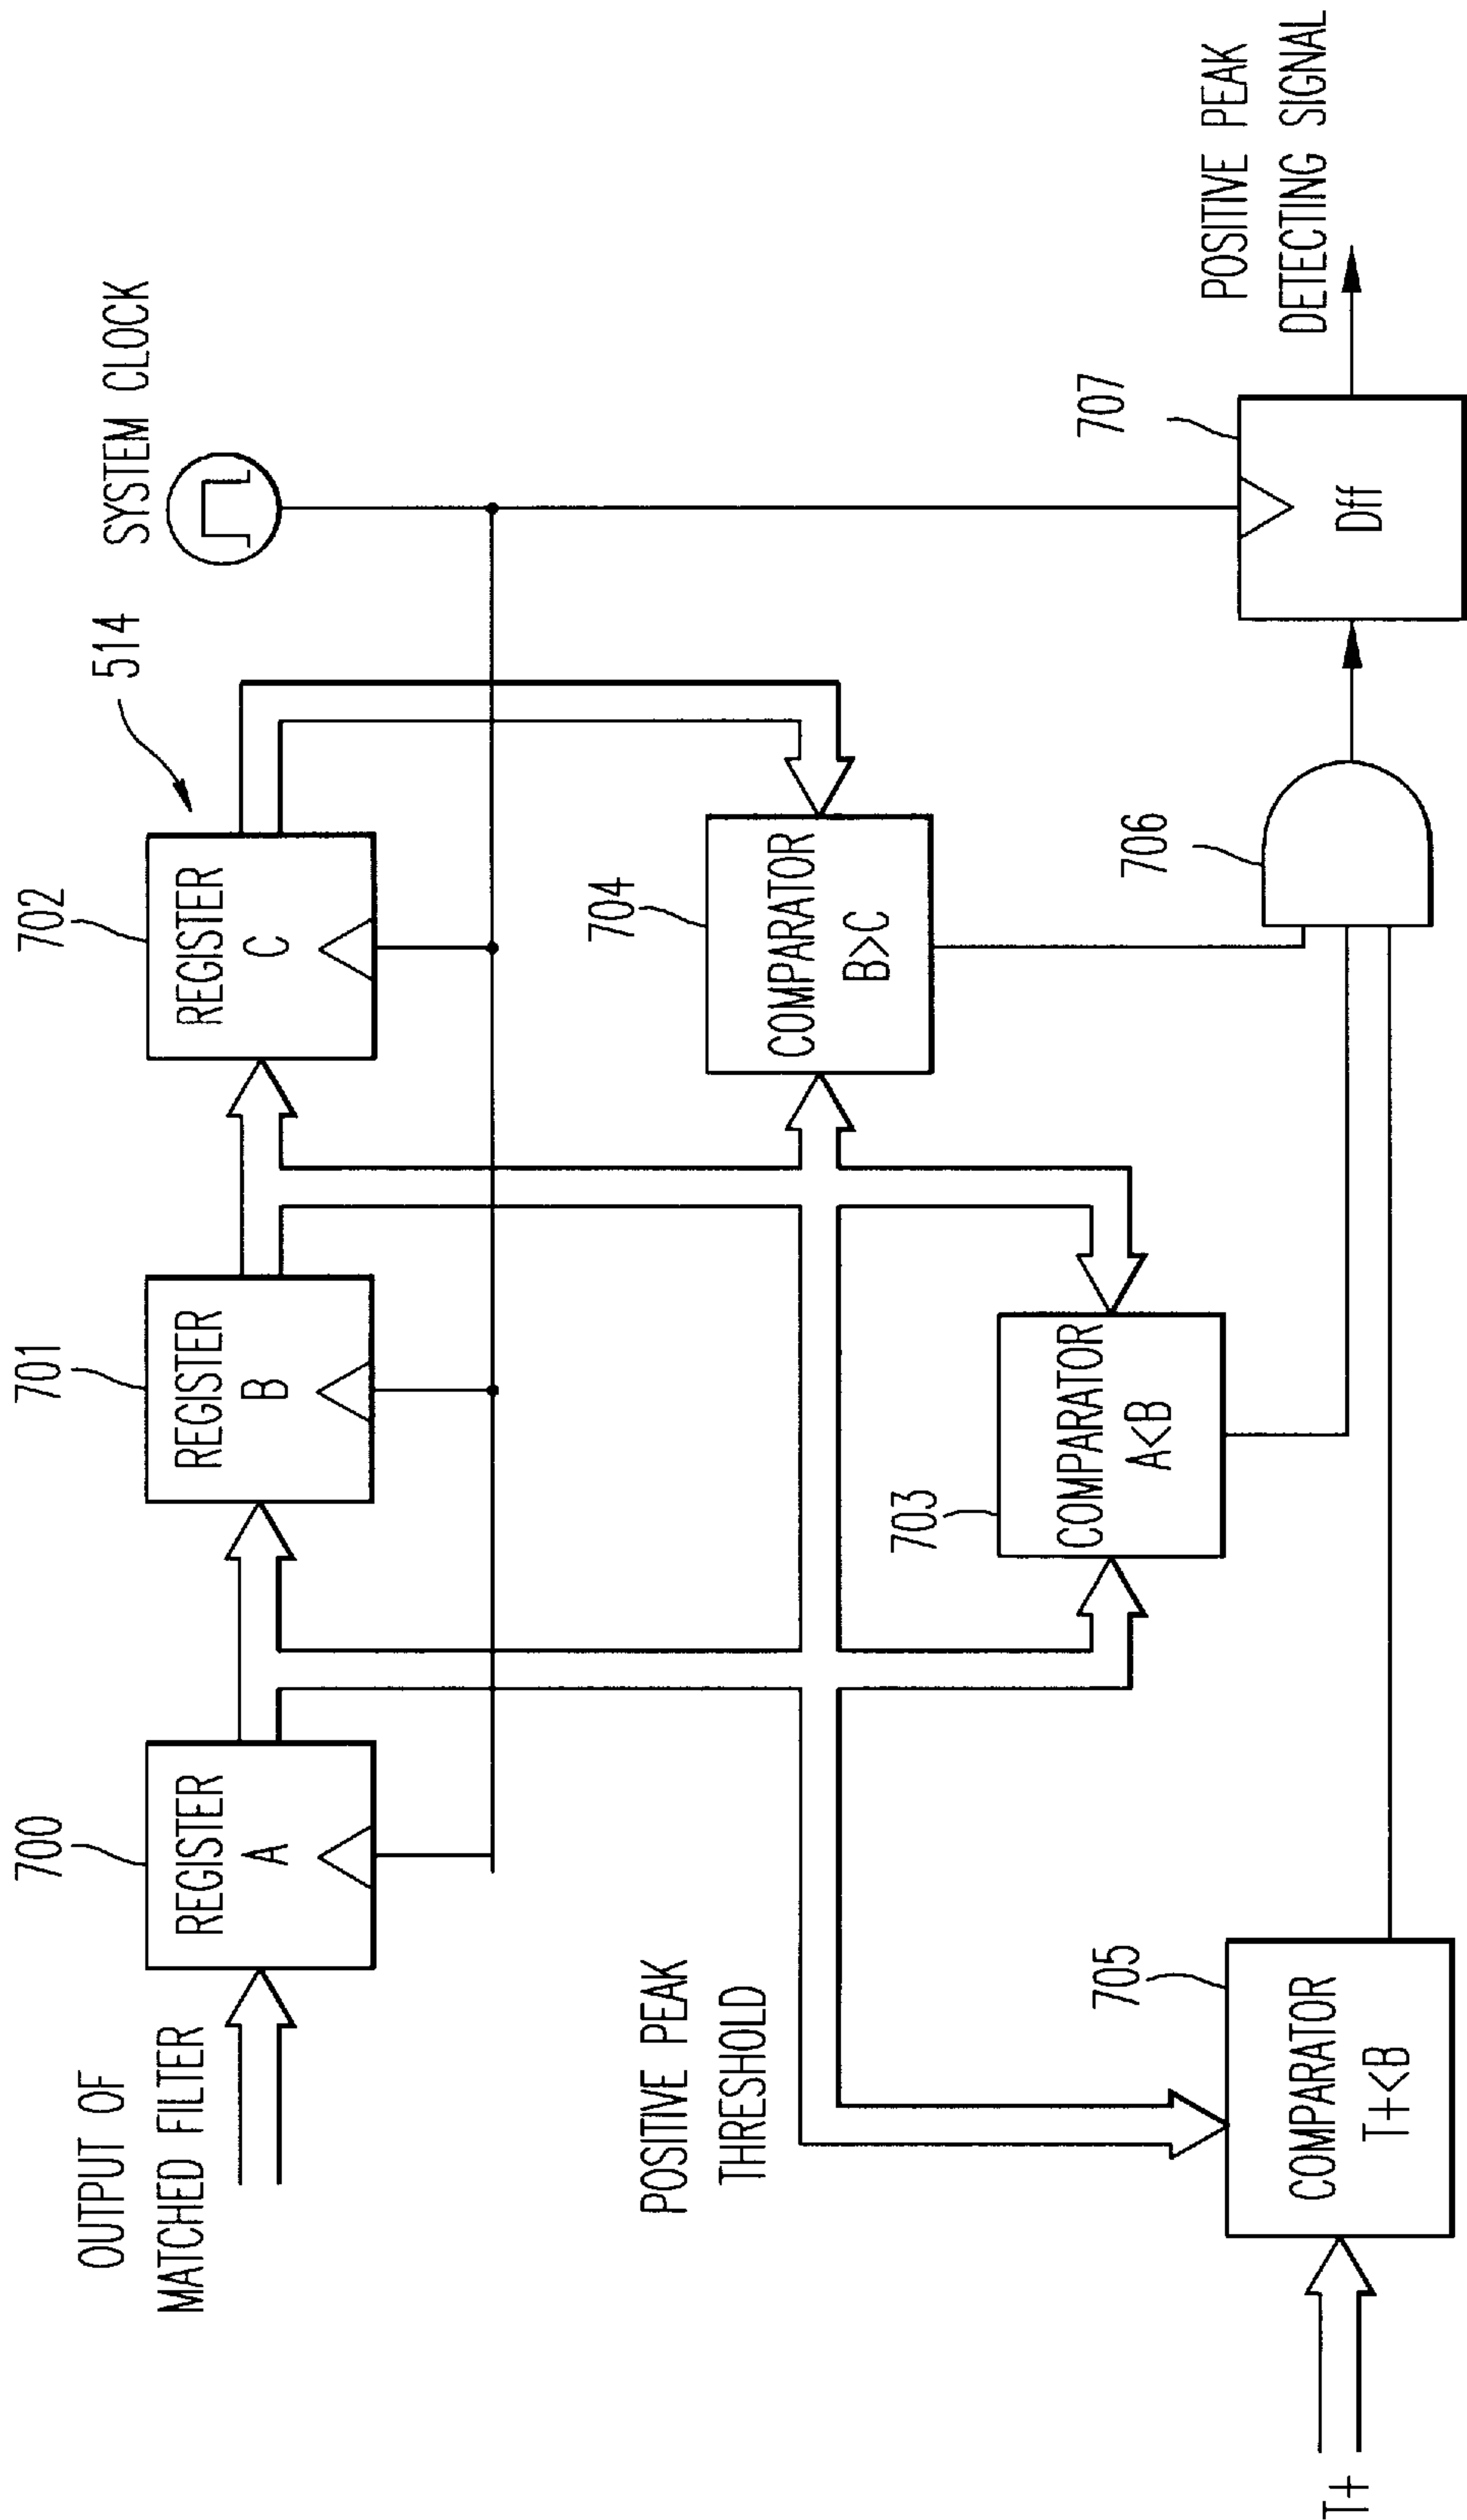 SYSTEM CLOCK
514
700
REGISTER
A
701
REGISTER
B
702
REGISTER
C
OUTPUT OF
MATCHED FILTER
704
COMPARATOR
B>C
POSITIVE PEAK
THRESHOLD
703
COMPARATOR
A<B
705
COMPARATOR
T+<B
T+
706
707
Dff
POSITIVE PEAK
DETECTING SIGNAL